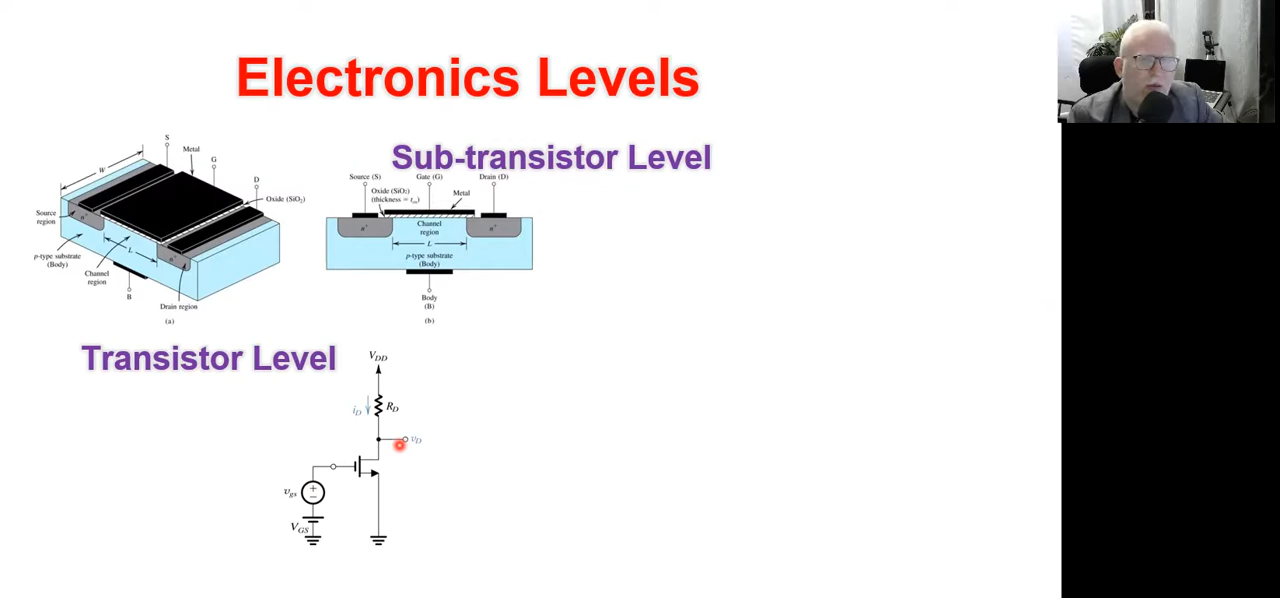 Electronics Levels
Sub-transistor Level
S
Metal
G
W
D
Oxide (SiO2)
Source
region
n+
L
n+
p-type substrate
(Body)
Channel
region
B
Drain region
(a)
Source (S)
Gate (G)
Drain (D)
Oxide (SiO2)
(thickness = tox)
Metal
n+
Channel
region
n+
L
p-type substrate
(Body)
Body
(B)
(b)
Transistor Level
VDD
iD
RD
vD
vgs
+
−
VGS